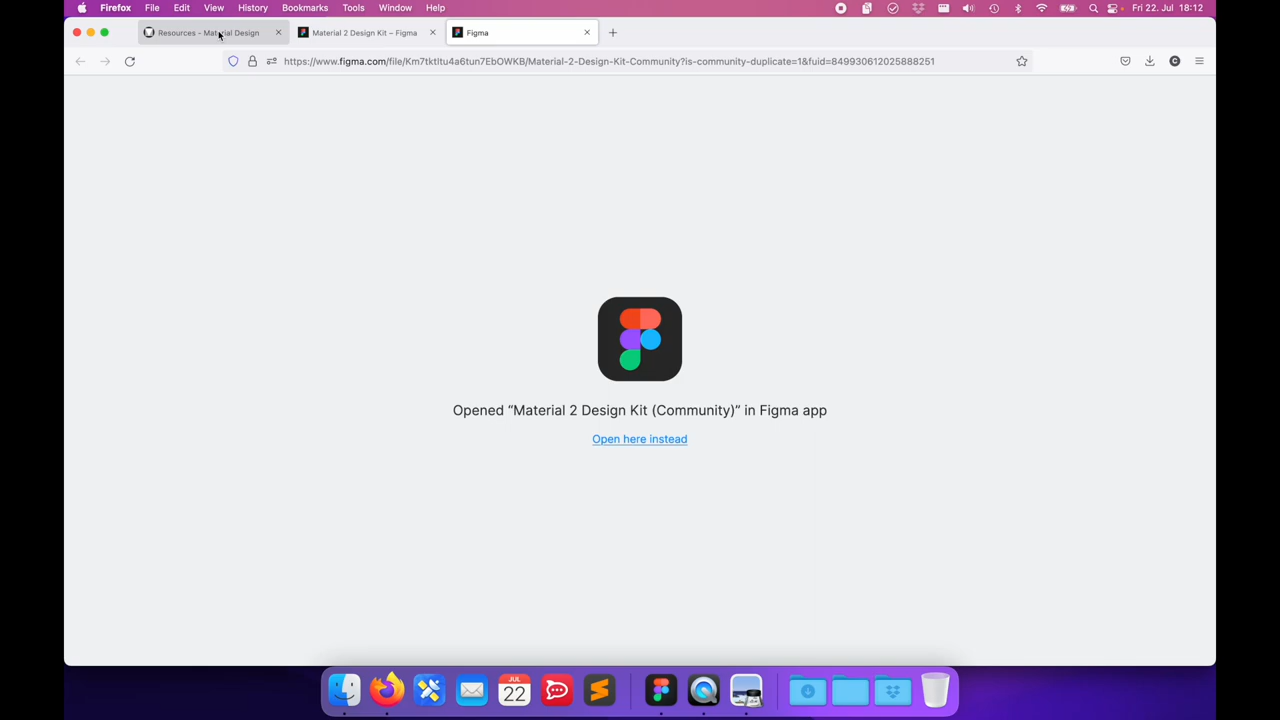 Firefox File Edit View History Bookmarks Tools Window Help Fri 22. Jul 18:12
Resources – Material Design Material 2 Design Kit – Figma Figma
https://www.figma.com/file/Km7tktItu4a6tun7EbOWKB/Material-2-Design-Kit-Community?is-community-duplicate=1&fuid=849930612025888251
C
Opened “Material 2 Design Kit (Community)” in Figma app
Open here instead
JUL
22